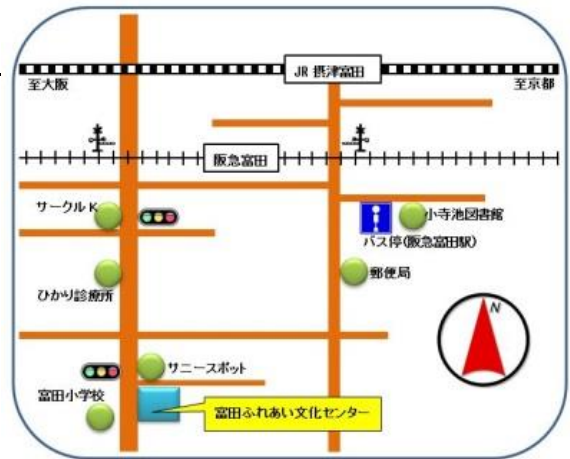 JR 摂津富田
至大阪
至京都
阪急富田
サークルK
小寺池図書館
バス停(阪急富田駅)
ひかり診療所
郵便局
N
サニースポット
富田小学校
富田ふれあい文化センター